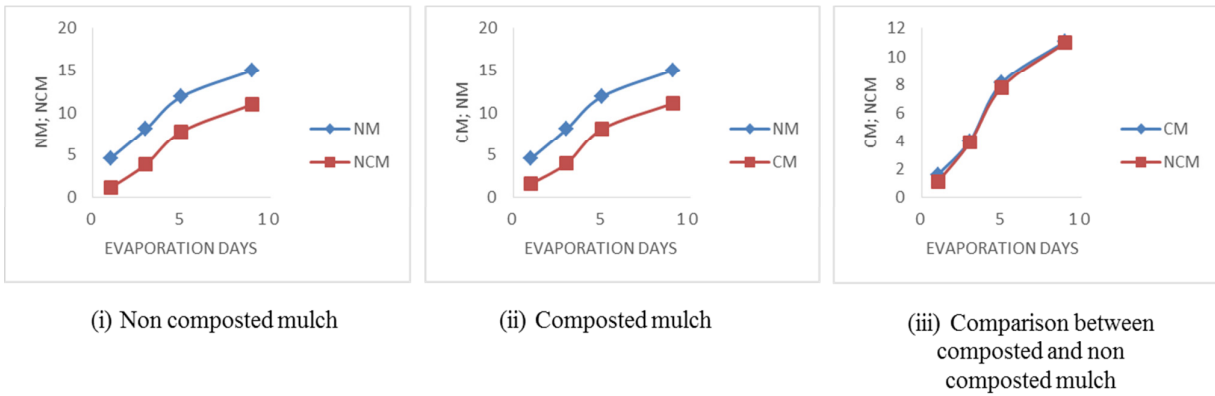 20
15
10
5
0
0 5 10
NM; NCM
EVAPORATION DAYS
NM
NCM
(i) Non composted mulch
20
15
10
5
0
0 5 10
CM; NM
EVAPORATION DAYS
NM
CM
(ii) Composted mulch
12
10
8
6
4
2
0
0 5 10
CM; NCM
EVAPORATION DAYS
CM
NCM
(iii) Comparison between
composted and non
composted mulch